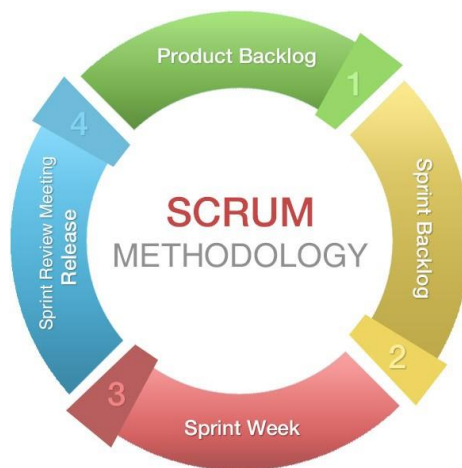 Product Backlog
1
Sprint Backlog
2
Sprint Week
3
Sprint Review Meeting
Release
4
SCRUM
METHODOLOGY